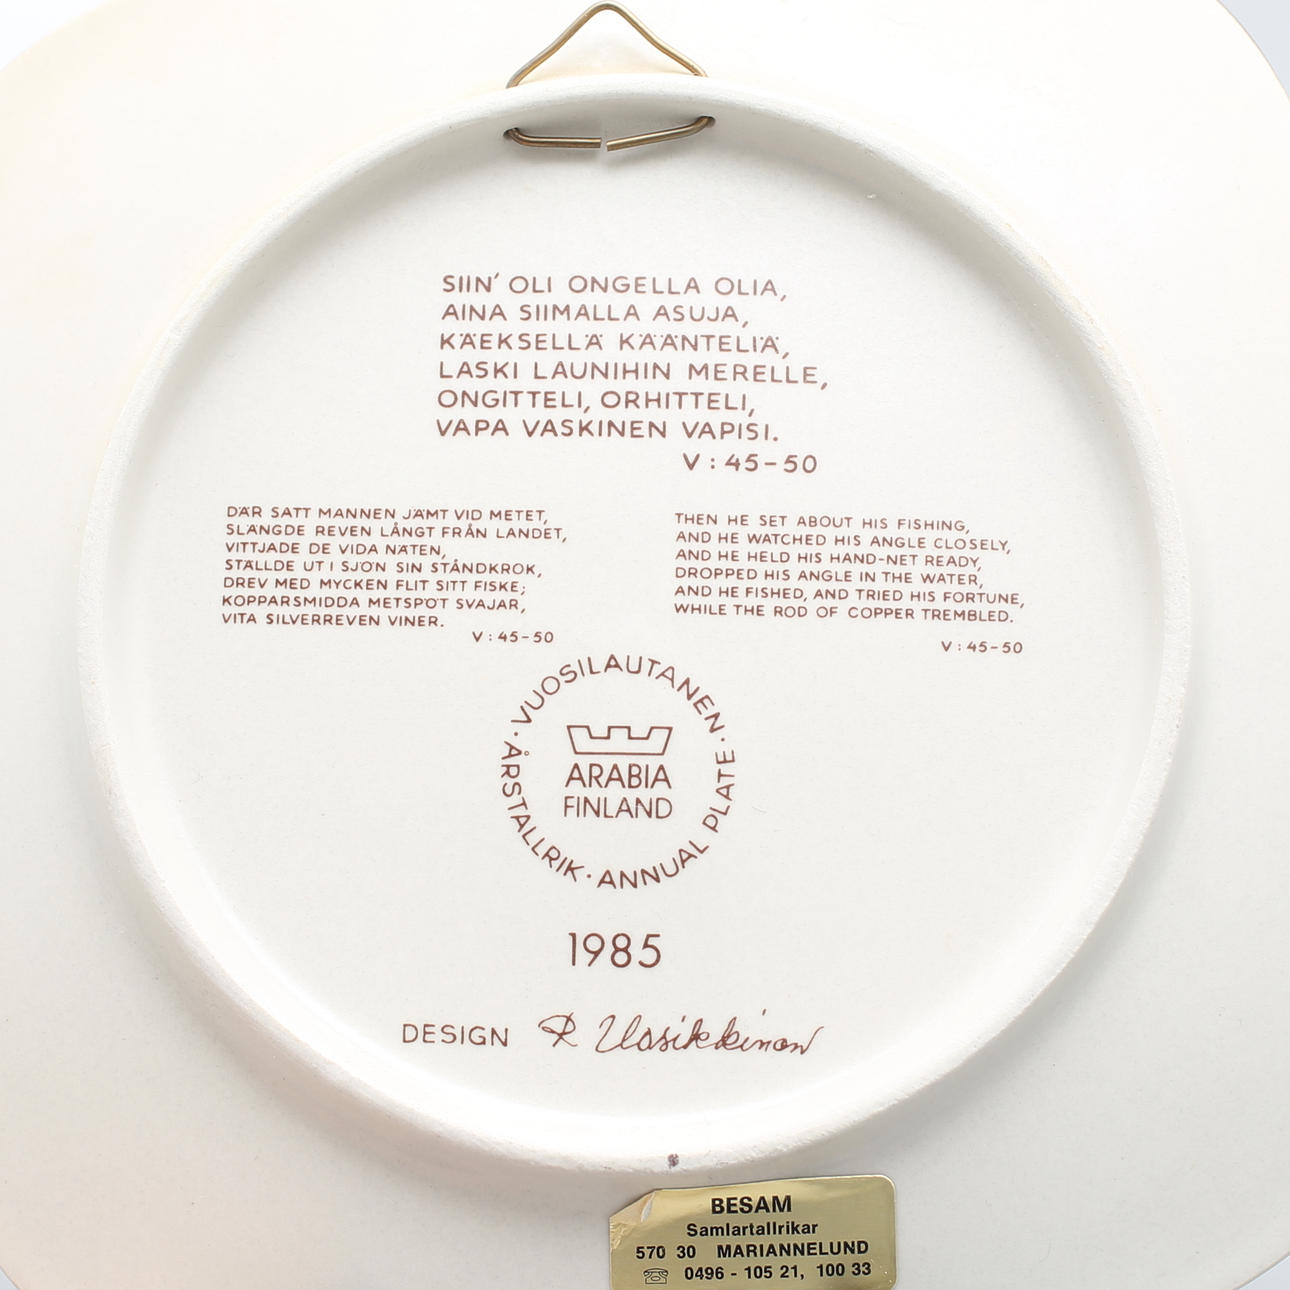 SIIN' OLI ONGELLA OLIA,
AINA SIIMALLA ASUJA,
KÄEKSELLÄ KÄÄNTELIÄ,
LASKI LAUNIHIN MERELLE,
ONGITTELI, ORHITTELI,
VAPA VASKINEN VAPISI.
V : 45-50
DÄR SATT MANNEN JÄMT VID METET,
SLÄNGDE REVEN LÅNGT FRÅN LANDET,
VITTJADE DE VIDA NÄTEN,
STÄLLDE UT I SJÖN SIN STÅNDKROK,
DREV MED MYCKEN FLIT SITT FISKE;
KOPPARSMIDDA METSPÖT SVAJAR,
VITA SILVERREVEN VINER.
V : 45-50
THEN HE SET ABOUT HIS FISHING,
AND HE WATCHED HIS ANGLE CLOSELY,
AND HE HELD HIS HAND-NET READY,
DROPPED HIS ANGLE IN THE WATER,
AND HE FISHED, AND TRIED HIS FORTUNE,
WHILE THE ROD OF COPPER TREMBLED.
V : 45-50
· VUOSILAUTANEN · ANNUAL PLATE · ÅRSTALLRIK
ARABIA
FINLAND
1985
DESIGN R Uosikkinen
BESAM
Samlartallrikar
570 30 MARIANNELUND
☏ 0496 - 105 21, 100 33